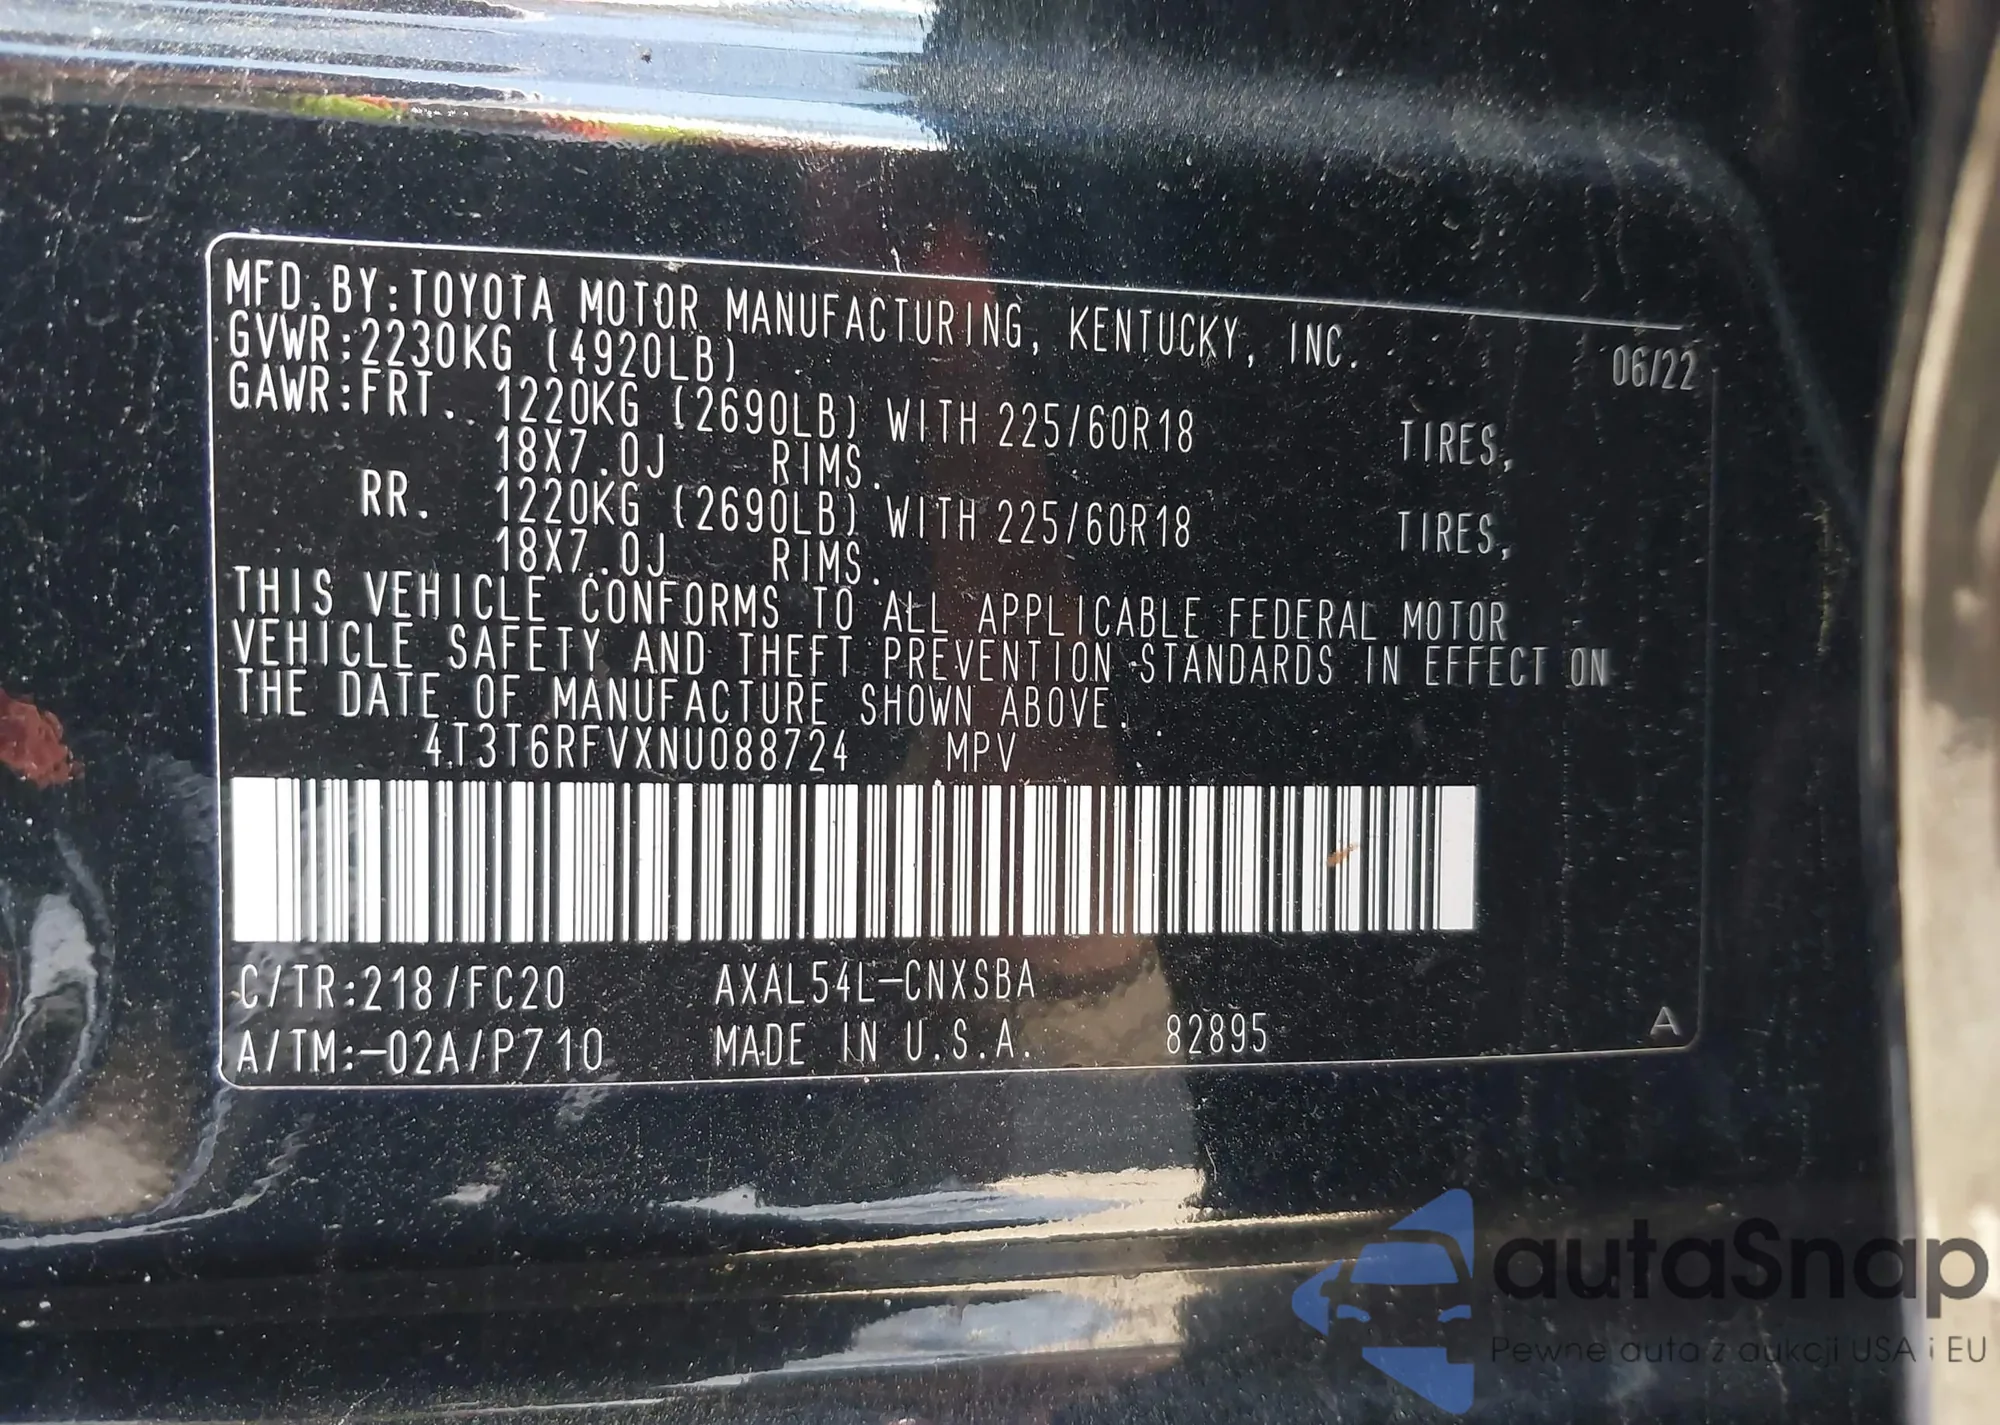 MFD. BY: TOYOTA MOTOR MANUFACTURING, KENTUCKY, INC.
06/22
GVWR: 2230KG (4920LB)
GAWR: FRT. 1220KG (2690LB) WITH 225/60R18 TIRES,
18X7.0J RIMS.
RR. 1220KG (2690LB) WITH 225/60R18 TIRES,
18X7.0J RIMS.
THIS VEHICLE CONFORMS TO ALL APPLICABLE FEDERAL MOTOR
VEHICLE SAFETY AND THEFT PREVENTION STANDARDS IN EFFECT ON
THE DATE OF MANUFACTURE SHOWN ABOVE.
4T3T6RFVXNU088724 MPV
C/TR:218/FC20 AXAL54L-CNXSBA
A/TM:-02A/P710 MADE IN U.S.A. 82895 A
autaSnap
Pewne auta z aukcji USA i EU